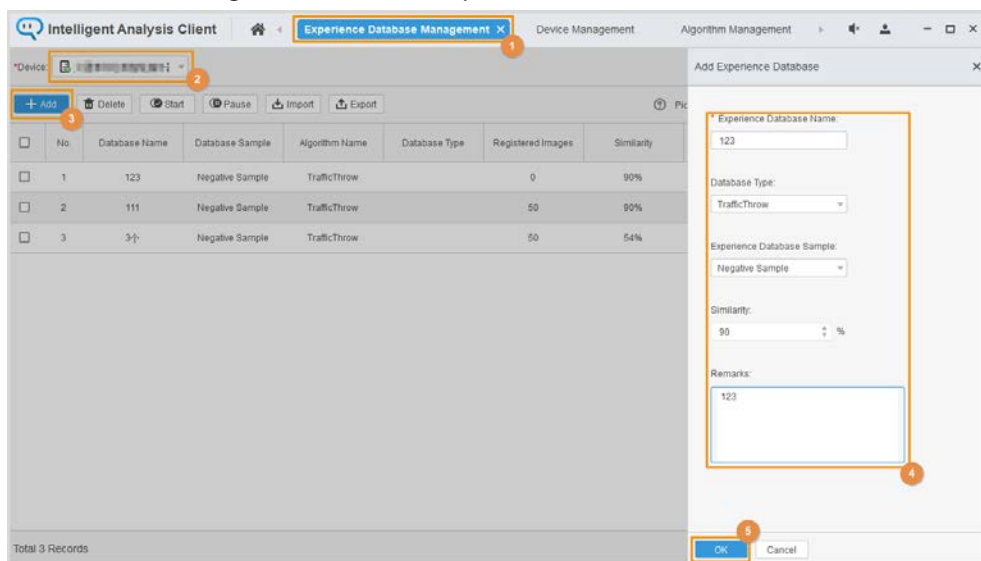 Intelligent Analysis Client
Experience Database Management
Device Management
Algorithm Management
1
*Device:
2
Add
Delete
Start
Pause
Import
Export
3
No.
Database Name
Database Sample
Algorithm Name
Database Type
Registered Images
Similarity
1
123
Negative Sample
TrafficThrow
0
90%
2
111
Negative Sample
TrafficThrow
50
90%
3
3个
Negative Sample
TrafficThrow
50
54%
Total 3 Records
Add Experience Database
* Experience Database Name:
123
Database Type:
TrafficThrow
Experience Database Sample:
Negative Sample
Similarity:
90
%
Remarks:
123
4
5
OK
Cancel